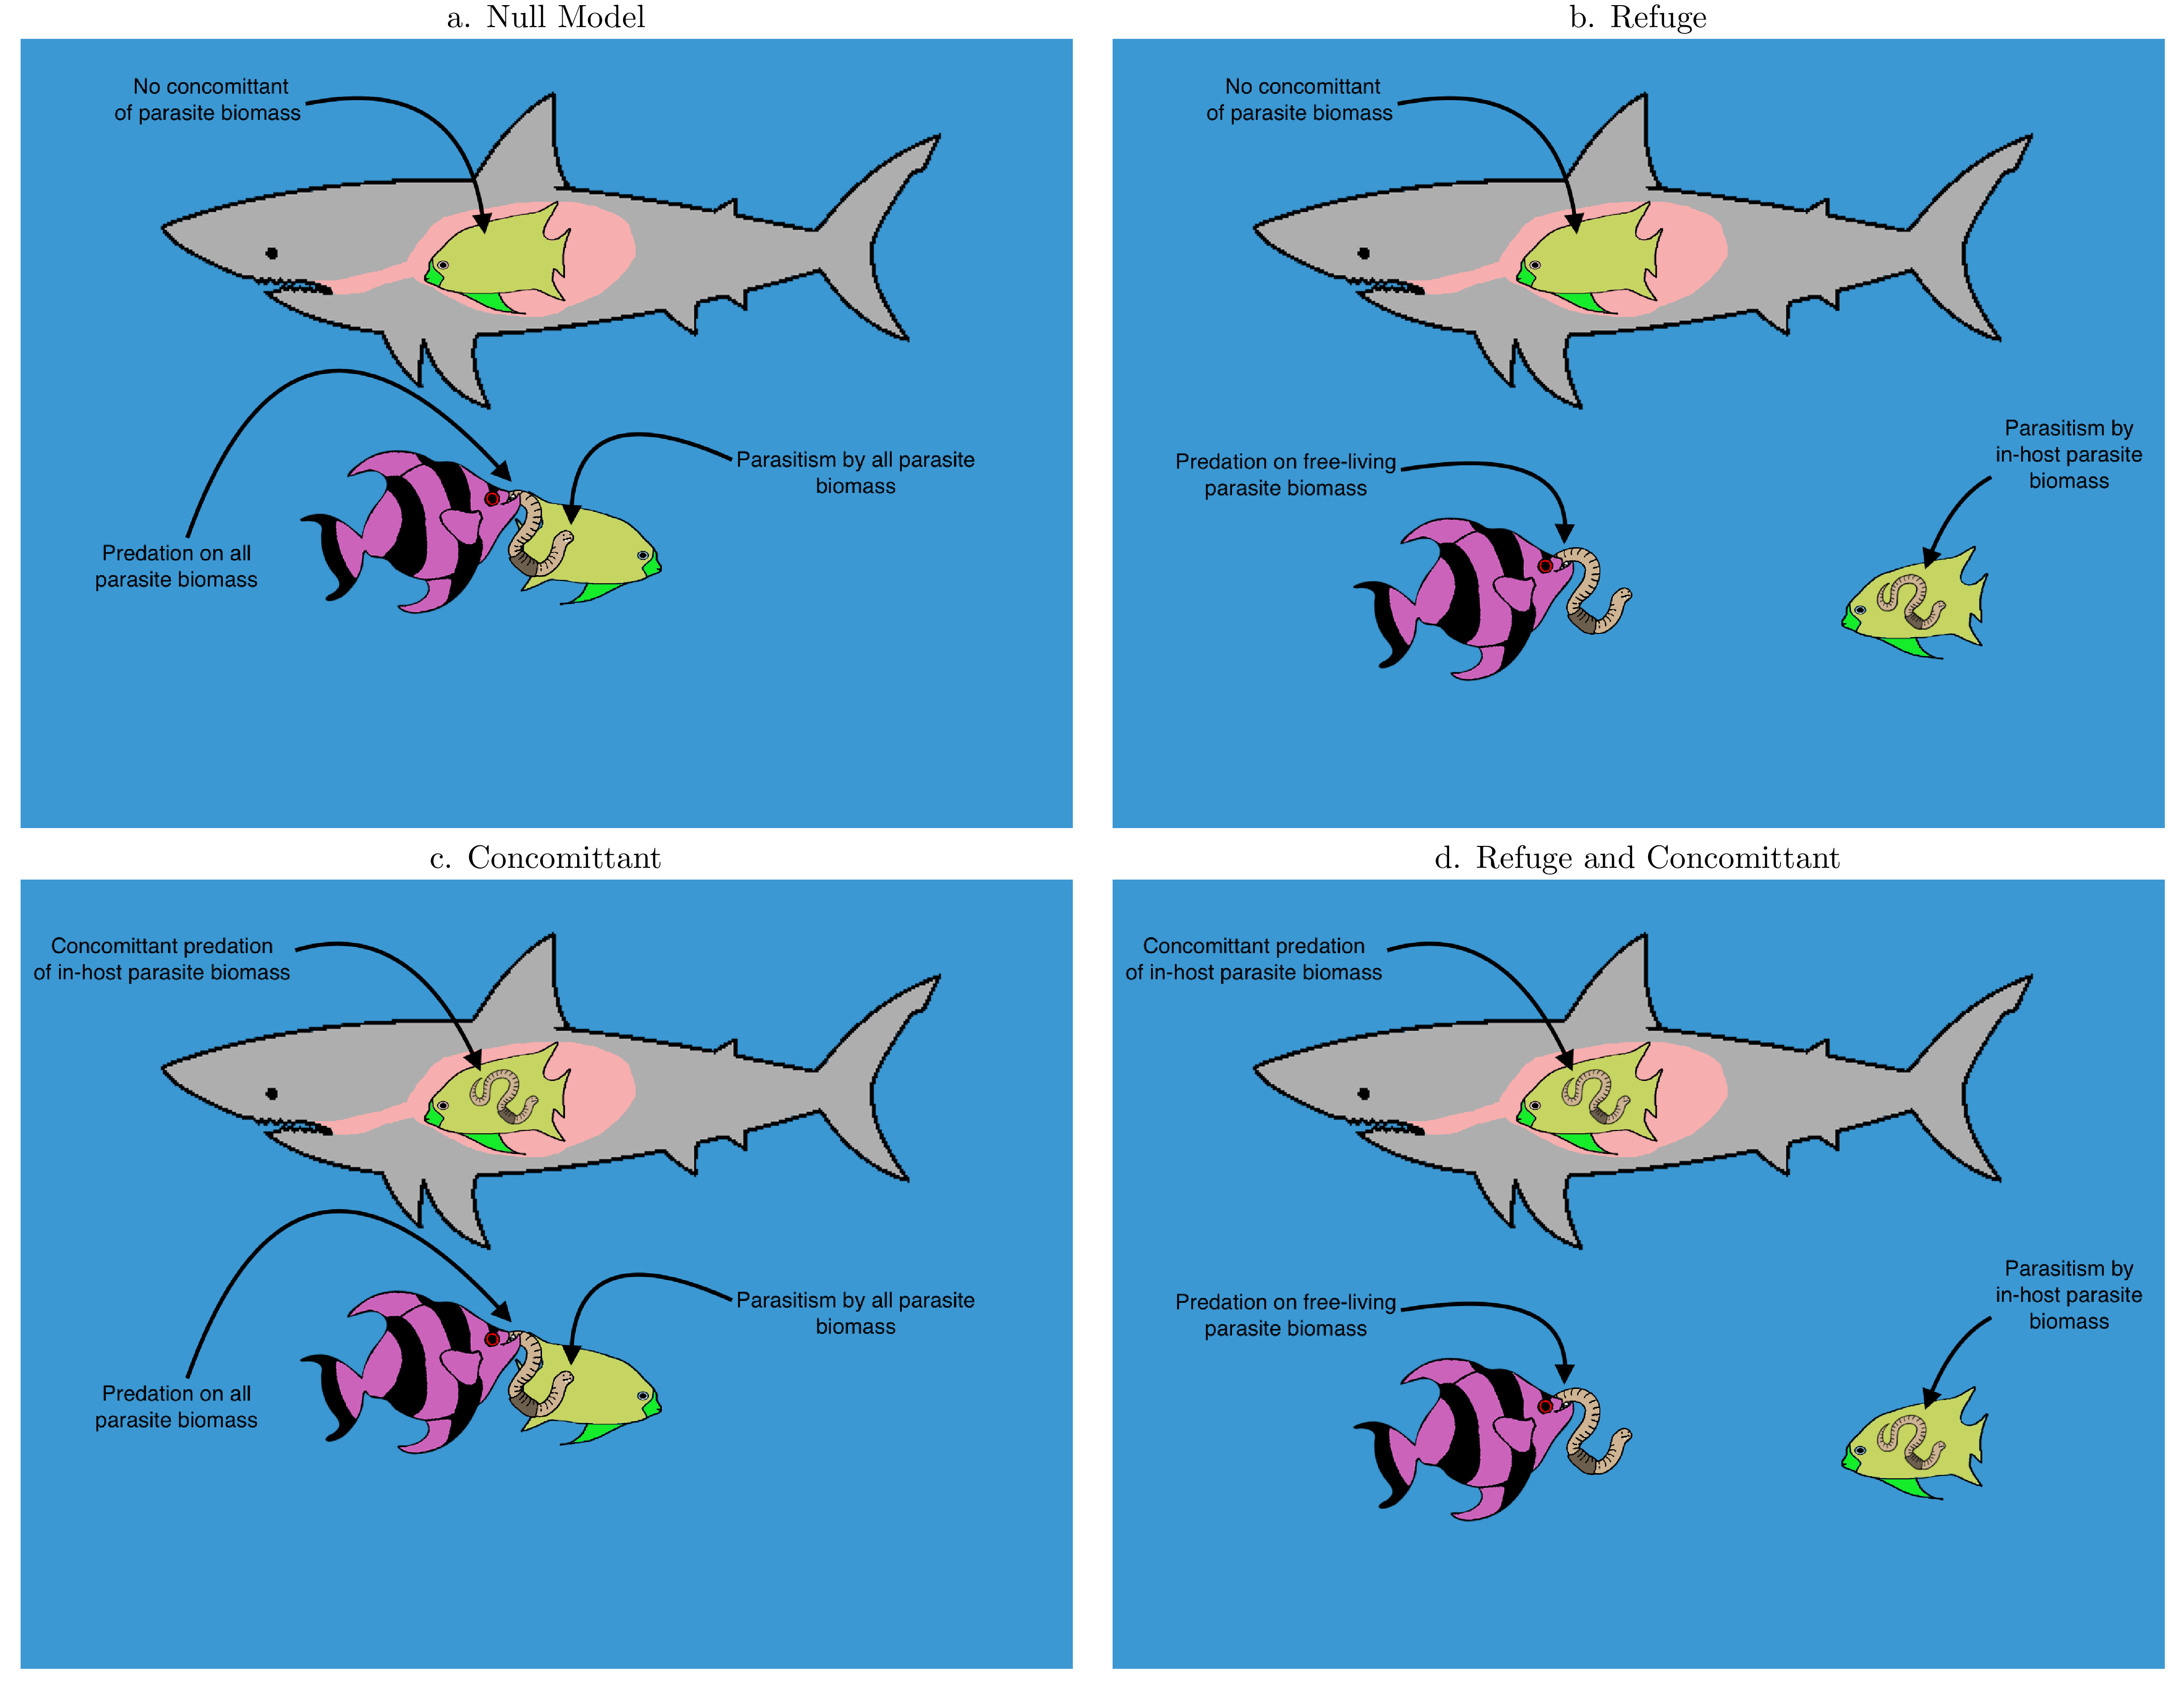 a. Null Model
No concomittant
of parasite biomass
Parasitism by all parasite
biomass
Predation on all
parasite biomass
b. Refuge
No concomittant
of parasite biomass
Parasitism by
in-host parasite
biomass
Predation on free-living
parasite biomass
c. Concomittant
Concomittant predation
of in-host parasite biomass
Parasitism by all parasite
biomass
Predation on all
parasite biomass
d. Refuge and Concomittant
Concomittant predation
of in-host parasite biomass
Parasitism by
in-host parasite
biomass
Predation on free-living
parasite biomass